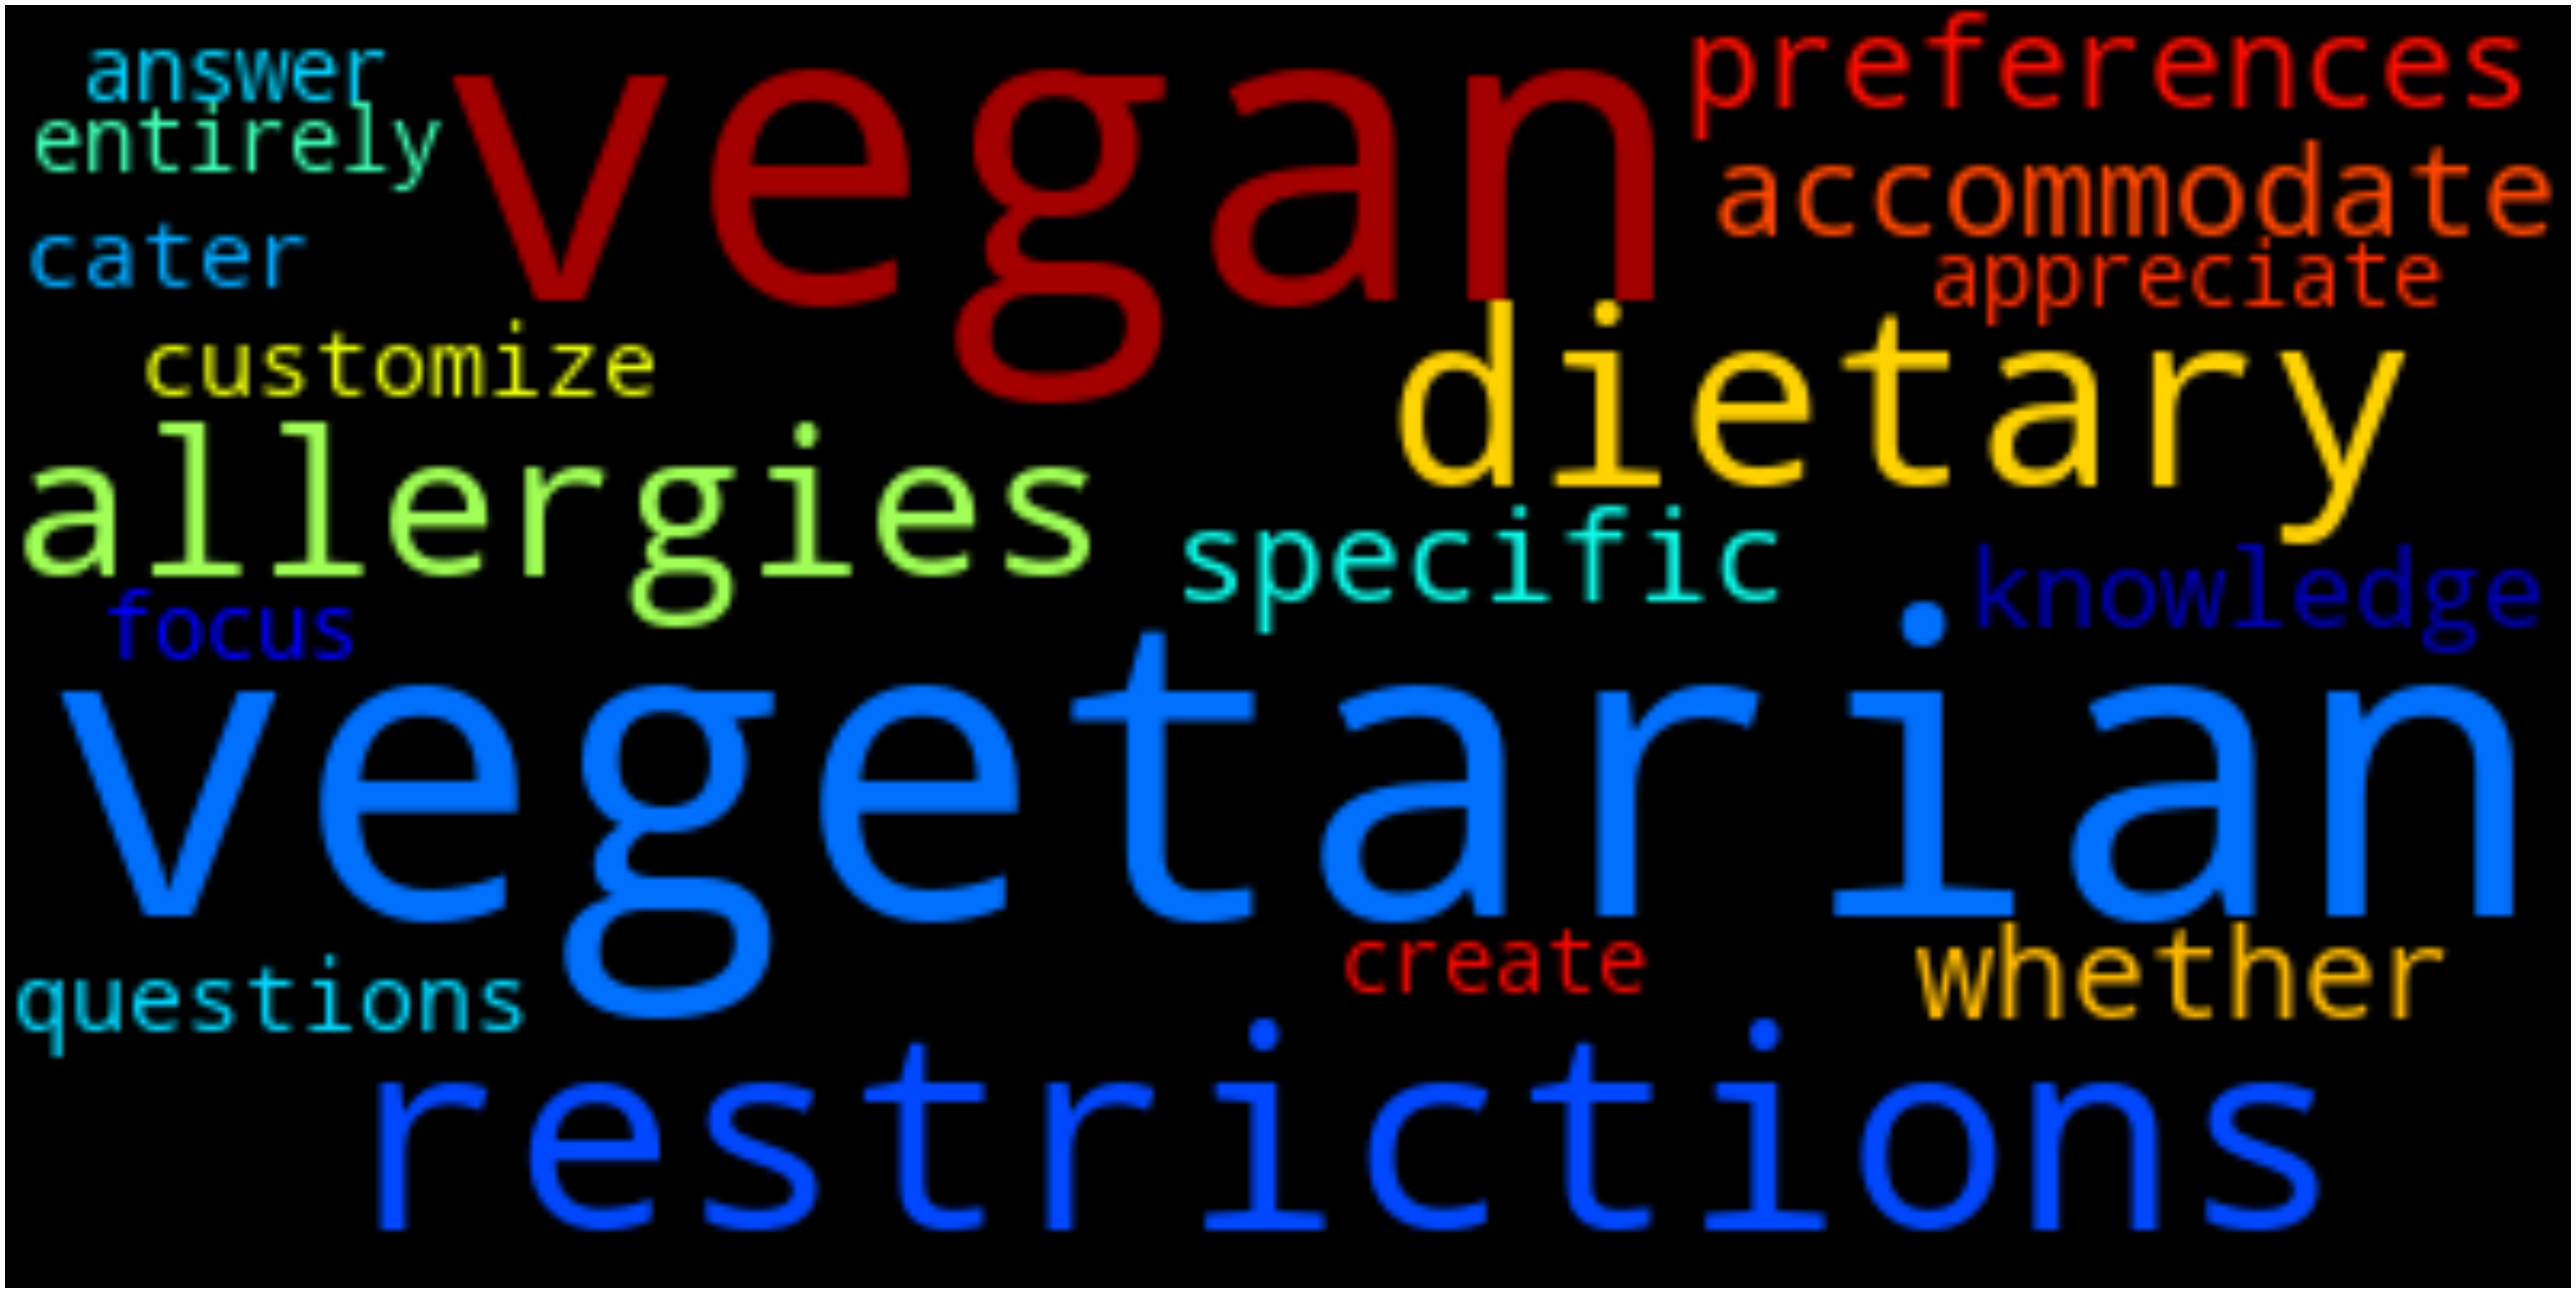 answer
vegan
preferences
entirely
accommodate
cater
appreciate
customize
dietary
allergies
specific
knowledge
focus
vegetarian
create
whether
questions
restrictions